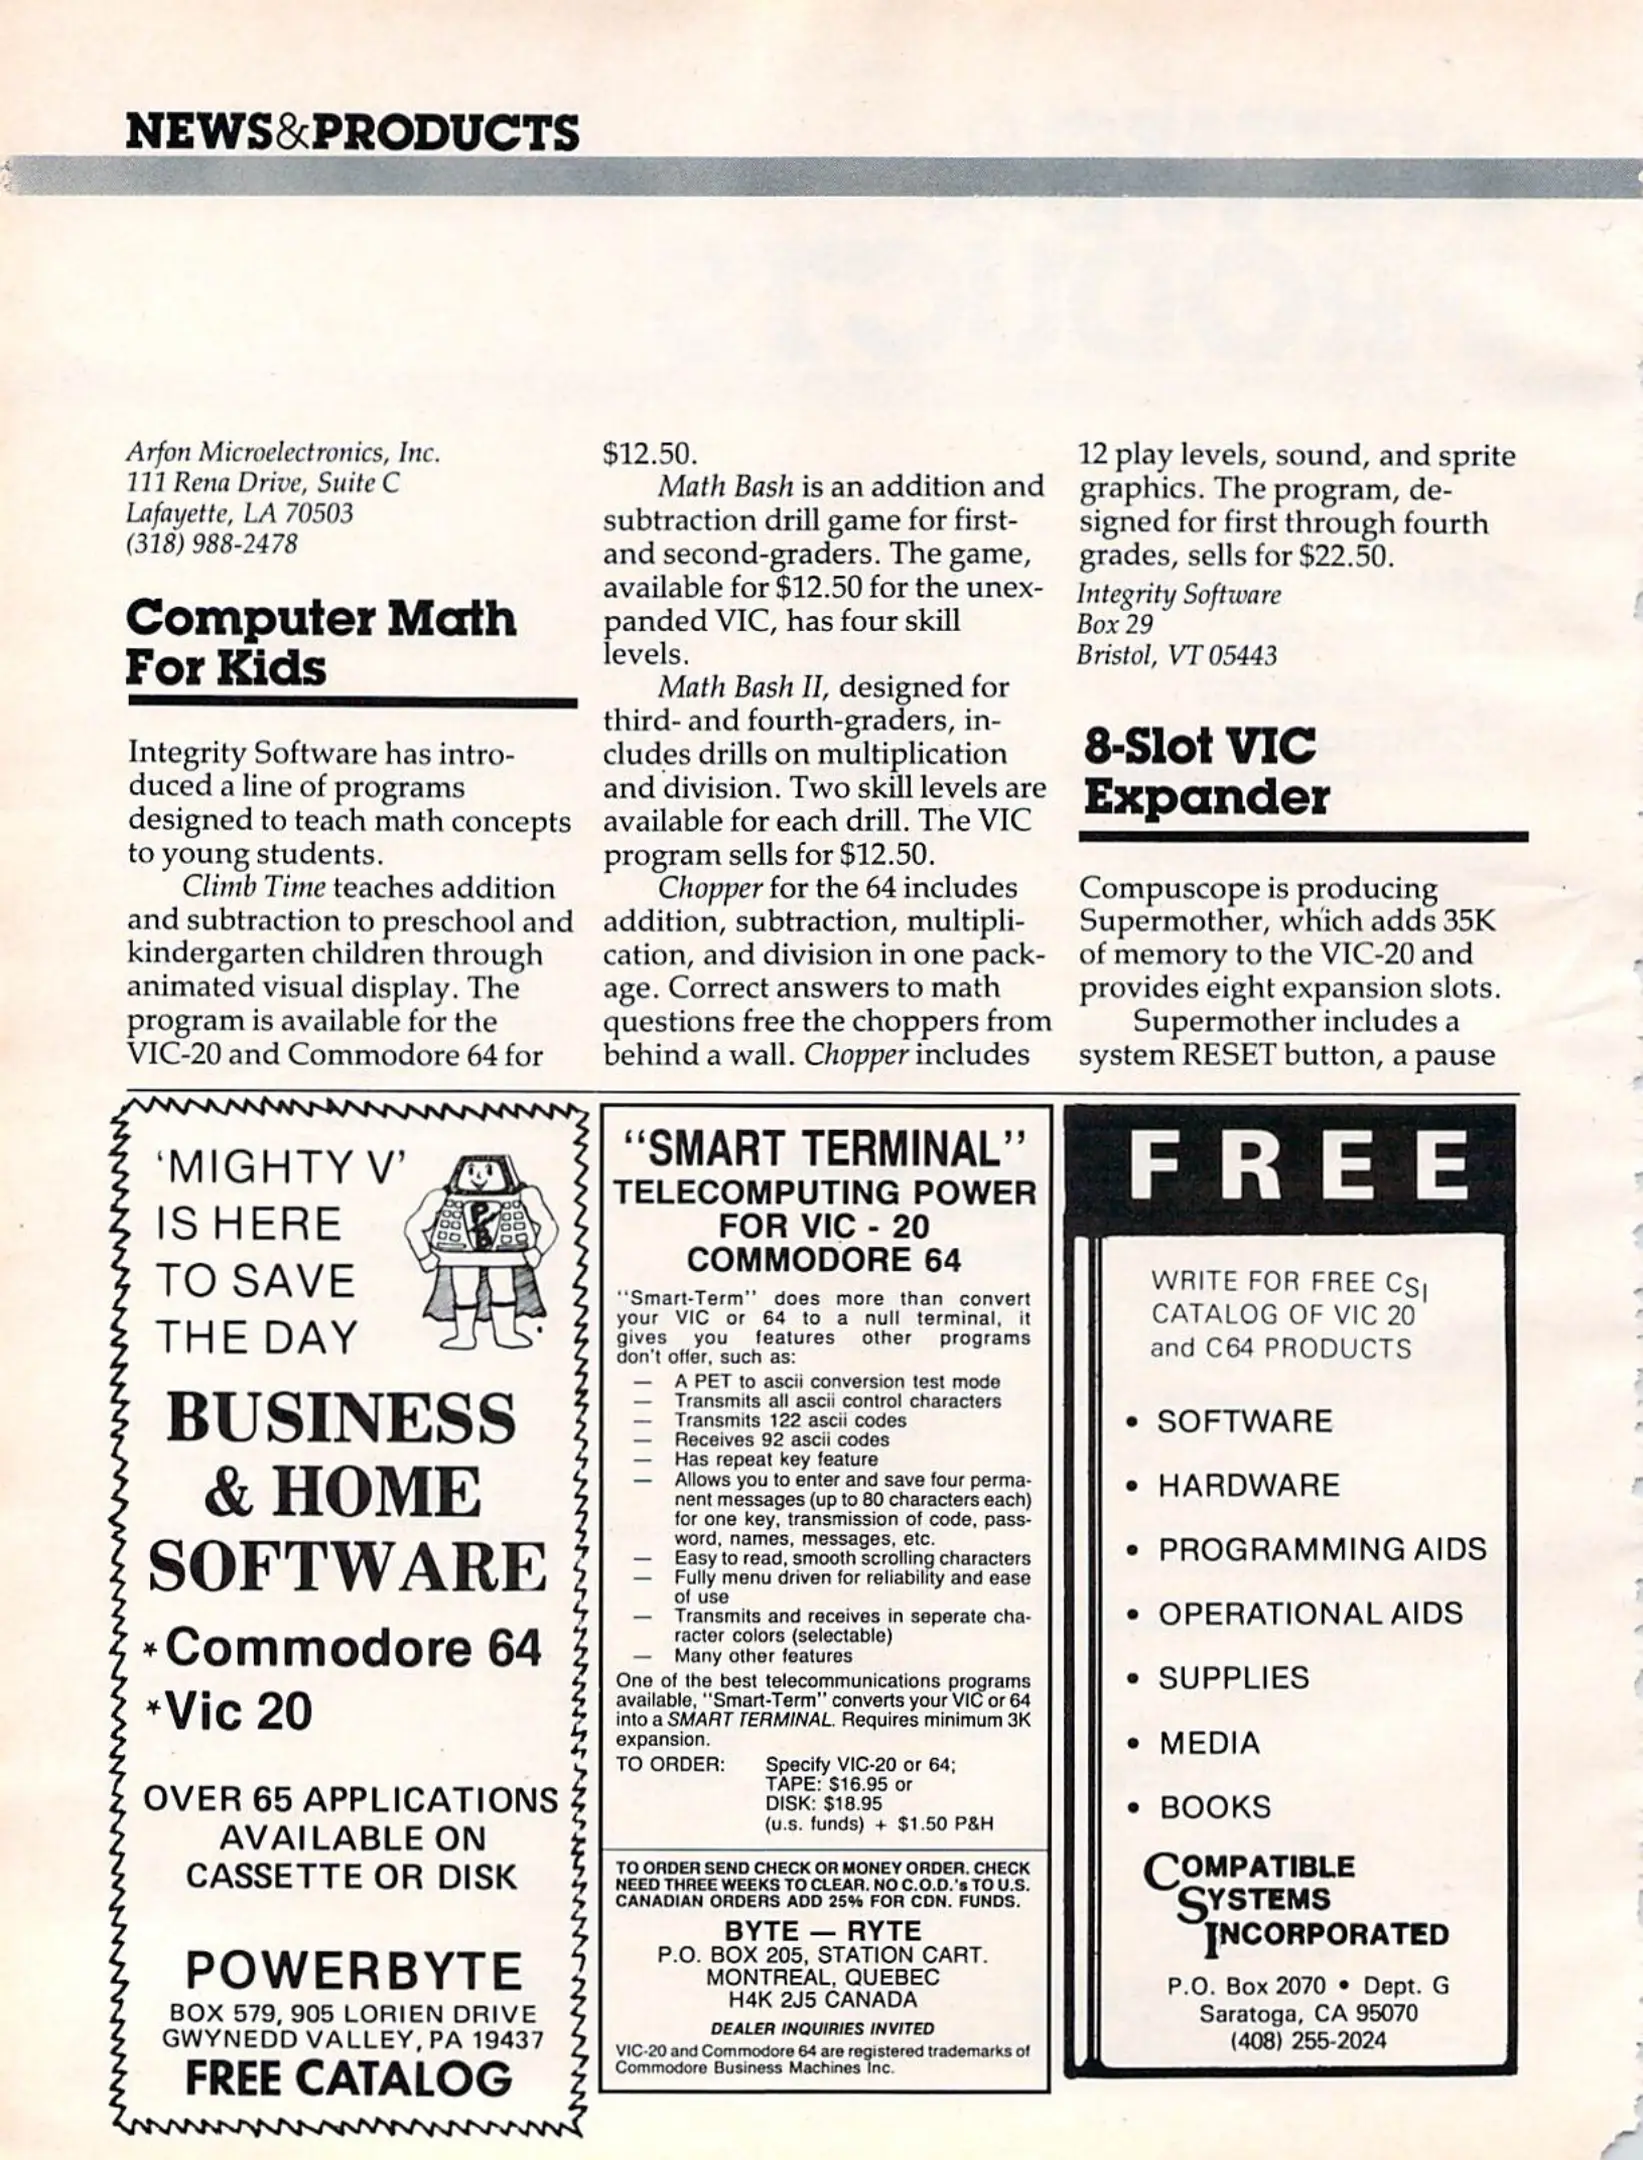 NEWS&PRODUCTS
Arfon Microelectronics, Inc.
111 Rena Drive, Suite C
Lafayette, LA 70503
(318) 988-2478
Computer Math
For Kids
Integrity Software has intro-
duced a line of programs
designed to teach math concepts
to young students.
Climb Time teaches addition
and subtraction to preschool and
kindergarten children through
animated visual display. The
program is available for the
VIC-20 and Commodore 64 for
$12.50.
Math Bash is an addition and
subtraction drill game for first-
and second-graders. The game,
available for $12.50 for the unex-
panded VIC, has four skill
levels.
Math Bash II, designed for
third- and fourth-graders, in-
cludes drills on multiplication
and division. Two skill levels are
available for each drill. The VIC
program sells for $12.50.
Chopper for the 64 includes
addition, subtraction, multipli-
cation, and division in one pack-
age. Correct answers to math
questions free the choppers from
behind a wall. Chopper includes
12 play levels, sound, and sprite
graphics. The program, de-
signed for first through fourth
grades, sells for $22.50.
Integrity Software
Box 29
Bristol, VT 05443
8-Slot VIC
Expander
Compuscope is producing
Supermother, which adds 35K
of memory to the VIC-20 and
provides eight expansion slots.
Supermother includes a
system RESET button, a pause
'MIGHTY V'
IS HERE
TO SAVE
THE DAY
P/B
BUSINESS
& HOME
SOFTWARE
*Commodore 64
*Vic 20
OVER 65 APPLICATIONS
AVAILABLE ON
CASSETTE OR DISK
POWERBYTE
BOX 579, 905 LORIEN DRIVE
GWYNEDD VALLEY, PA 19437
FREE CATALOG
"SMART TERMINAL"
TELECOMPUTING POWER
FOR VIC - 20
COMMODORE 64
"Smart-Term" does more than convert
your VIC or 64 to a null terminal, it
gives you features other programs
don't offer, such as:
— A PET to ascii conversion test mode
— Transmits all ascii control characters
— Transmits 122 ascii codes
— Receives 92 ascii codes
— Has repeat key feature
— Allows you to enter and save four perma-
nent messages (up to 80 characters each)
for one key, transmission of code, pass-
word, names, messages, etc.
— Easy to read, smooth scrolling characters
— Fully menu driven for reliability and ease
of use
— Transmits and receives in seperate cha-
racter colors (selectable)
— Many other features
One of the best telecommunications programs
available, "Smart-Term" converts your VIC or 64
into a SMART TERMINAL. Requires minimum 3K
expansion.
TO ORDER: Specify VIC-20 or 64;
TAPE: $16.95 or
DISK: $18.95
(u.s. funds) + $1.50 P&H
TO ORDER SEND CHECK OR MONEY ORDER. CHECK
NEED THREE WEEKS TO CLEAR. NO C.O.D.'s TO U.S.
CANADIAN ORDERS ADD 25% FOR CDN. FUNDS.
BYTE — RYTE
P.O. BOX 205, STATION CART.
MONTREAL, QUEBEC
H4K 2J5 CANADA
DEALER INQUIRIES INVITED
VIC-20 and Commodore 64 are registered trademarks of
Commodore Business Machines Inc.
FREE
WRITE FOR FREE CSI
CATALOG OF VIC 20
and C64 PRODUCTS
• SOFTWARE
• HARDWARE
• PROGRAMMING AIDS
• OPERATIONAL AIDS
• SUPPLIES
• MEDIA
• BOOKS
COMPATIBLE
SYSTEMS
INCORPORATED
P.O. Box 2070 • Dept. G
Saratoga, CA 95070
(408) 255-2024